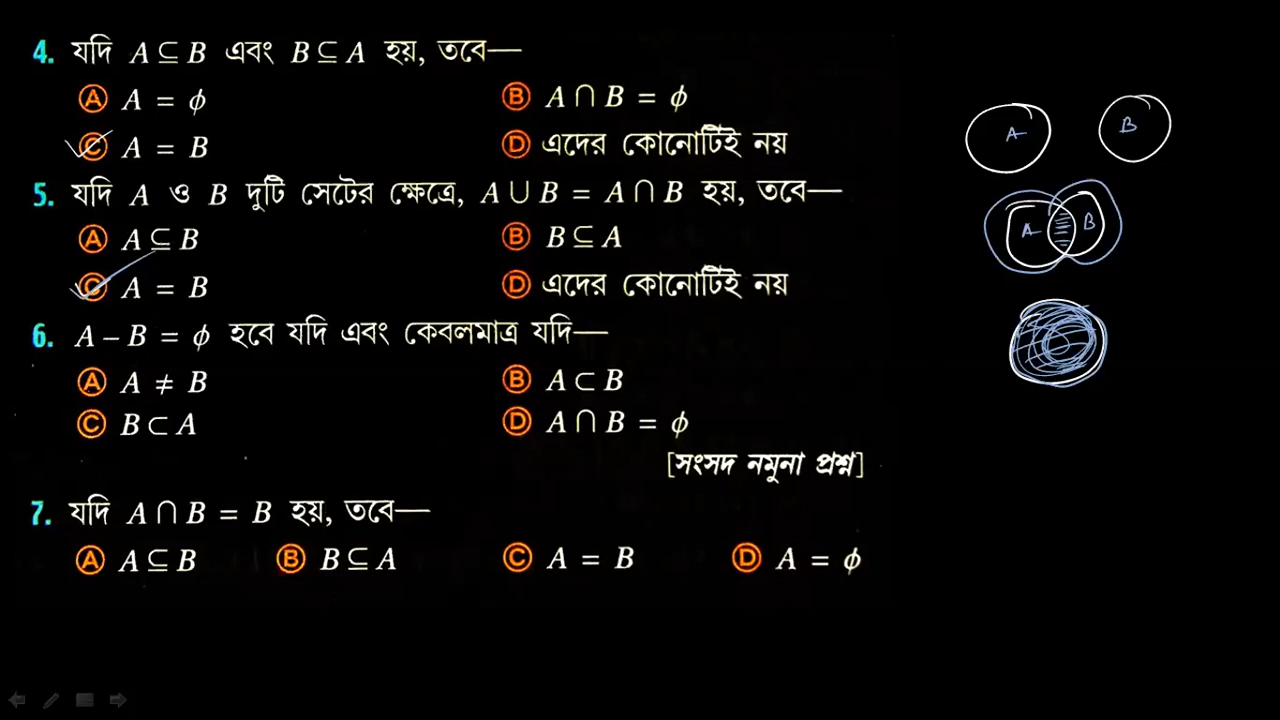 4. যদি A ⊆ B এবং B ⊆ A হয়, তবে—
Ⓐ A = ϕ Ⓑ A ∩ B = ϕ
Ⓒ A = B Ⓓ এদের কোনোটিই নয়
5. যদি A ও B দুটি সেটের ক্ষেত্রে, A ∪ B = A ∩ B হয়, তবে—
Ⓐ A ⊆ B Ⓑ B ⊆ A
Ⓒ A = B Ⓓ এদের কোনোটিই নয়
6. A – B = ϕ হবে যদি এবং কেবলমাত্র যদি—
Ⓐ A ≠ B Ⓑ A ⊂ B
Ⓒ B ⊂ A Ⓓ A ∩ B = ϕ
[সংসদ নমুনা প্রশ্ন]
7. যদি A ∩ B = B হয়, তবে—
Ⓐ A ⊆ B Ⓑ B ⊆ A Ⓒ A = B Ⓓ A = ϕ
A B
A B